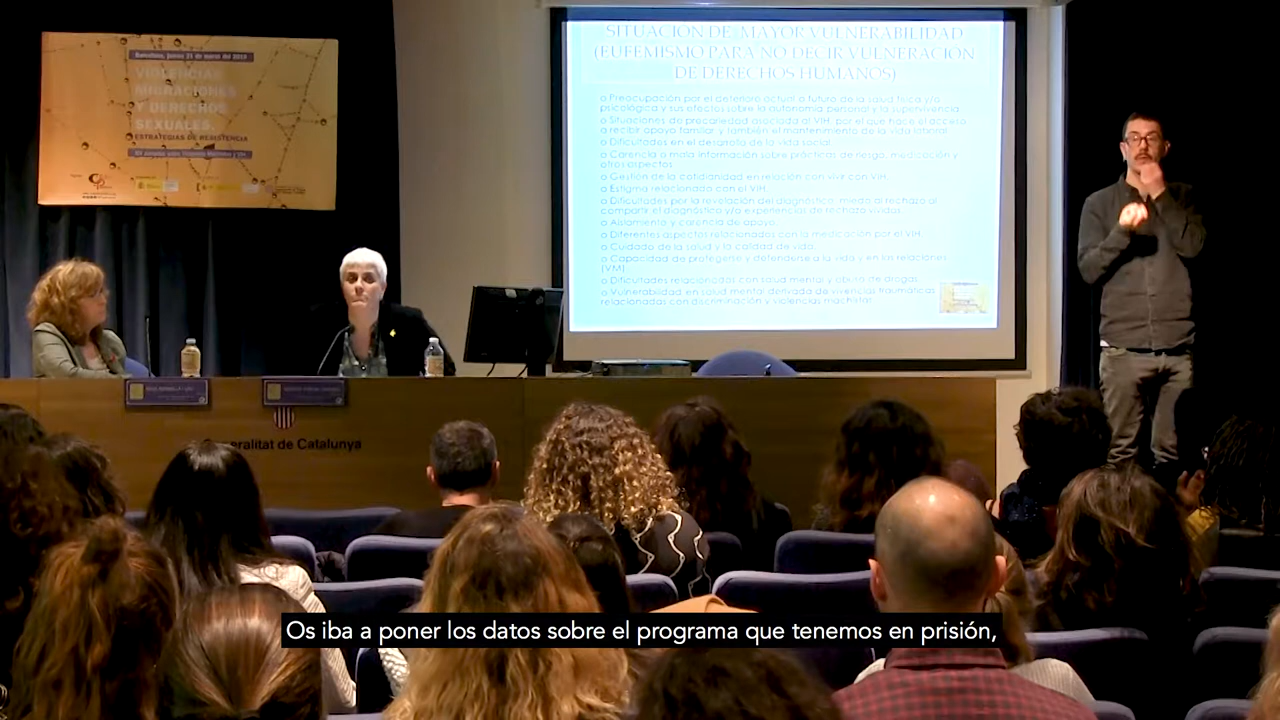 Barcelona, jueves 21 de marzo del 2019
VIOLENCIAS,
MIGRACIONES
Y DERECHOS
SEXUALES.
ESTRATEGIAS DE RESISTENCIA
SITUACIÓN DE MAYOR VULNERABILIDAD
(EUFEMISMO PARA NO DECIR VULNERACIÓN
DE DERECHOS HUMANOS)
o Preocupación por el deterioro actual o futuro de la salud física y/o
psicológica y sus efectos sobre la autonomía personal y la supervivencia.
o Situaciones de precariedad asociada al VIH, por el que hace el acceso
a recibir apoyo familiar, y también el mantenimiento de la vida laboral.
o Dificultades en el desarrollo de la vida social.
o Carencia o mala información sobre prácticas de riesgo, medicación y
otros aspectos.
o Gestión de la cotidianidad en relación con vivir con VIH.
o Estigma relacionado con el VIH.
o Dificultades por la revelación del diagnóstico: miedo al rechazo al
compartir el diagnóstico y/o experiencias de rechazo vividas.
o Aislamiento y carencia de apoyo.
o Diferentes aspectos relacionados con la medicación por el VIH.
o Cuidado de la salud y la calidad de vida.
o Capacidad de protegerse y defenderse a la vida y en las relaciones
(VM).
o Dificultades relacionadas con salud mental y abuso de drogas.
o Vulnerabilidad en salud mental derivada de vivencias traumáticas
relacionadas con discriminación y violencias machistas.
eralitat de Catalunya
Os iba a poner los datos sobre el programa que tenemos en prisión,